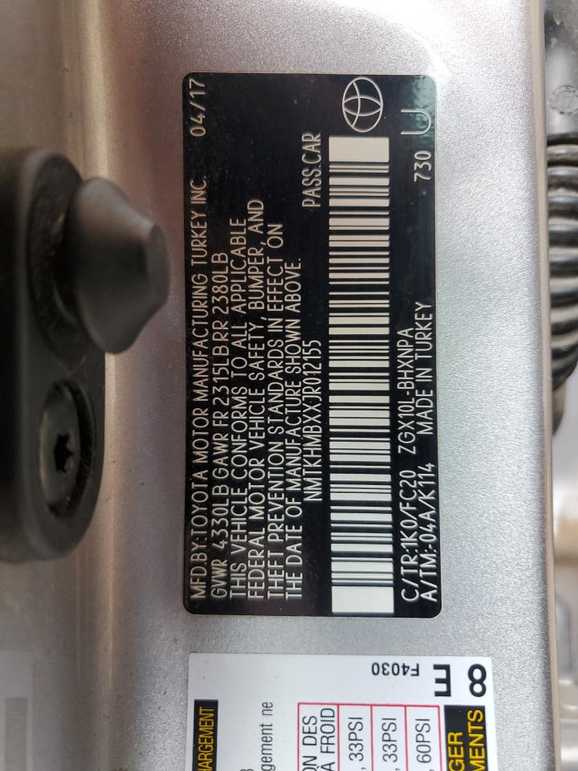 MFD.BY:TOYOTA MOTOR MANUFACTURING TURKEY INC. 04/17
GVWR 4330LB GAWR FR 2315LB RR 2380LB
THIS VEHICLE CONFORMS TO ALL APPLICABLE
FEDERAL MOTOR VEHICLE SAFETY, BUMPER, AND
THEFT PREVENTION STANDARDS IN EFFECT ON
THE DATE OF MANUFACTURE SHOWN ABOVE.
NMTKHMBXXJR012155 PASS.CAR
C/TR:1K0/FC20 ZGX10L-BHXNPA 730 U
A/TM:-04A/K114 MADE IN TURKEY
F4030
8E
33PSI
33PSI
60PSI